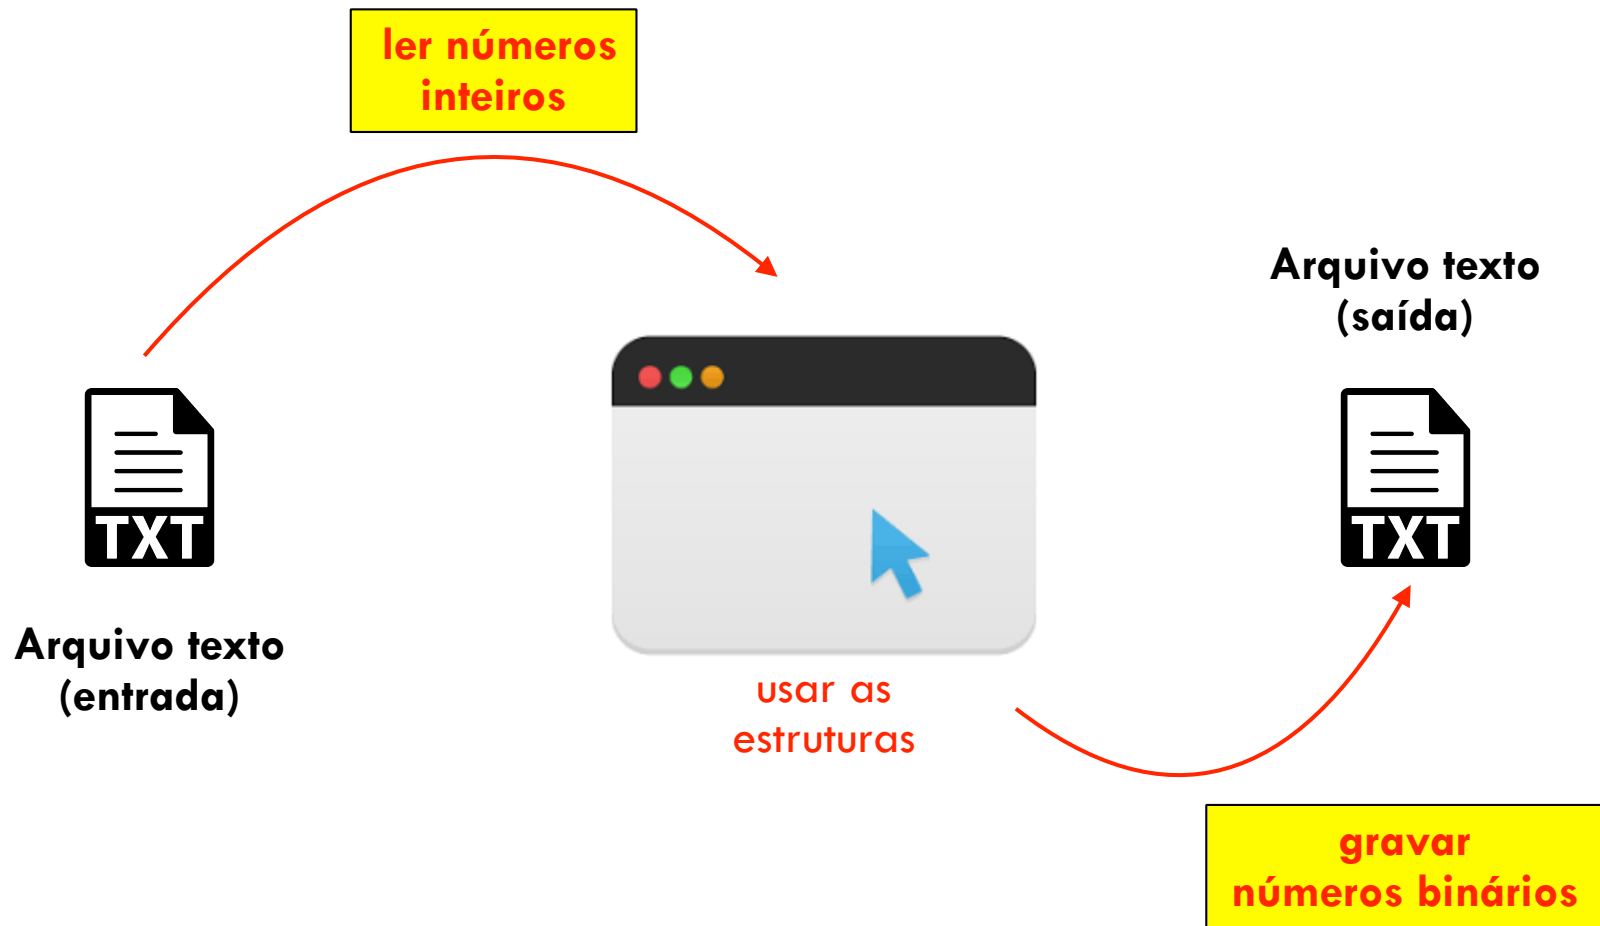 ler números
inteiros
Arquivo texto
(saída)
TXT
TXT
Arquivo texto
(entrada)
usar as
estruturas
gravar
números binários